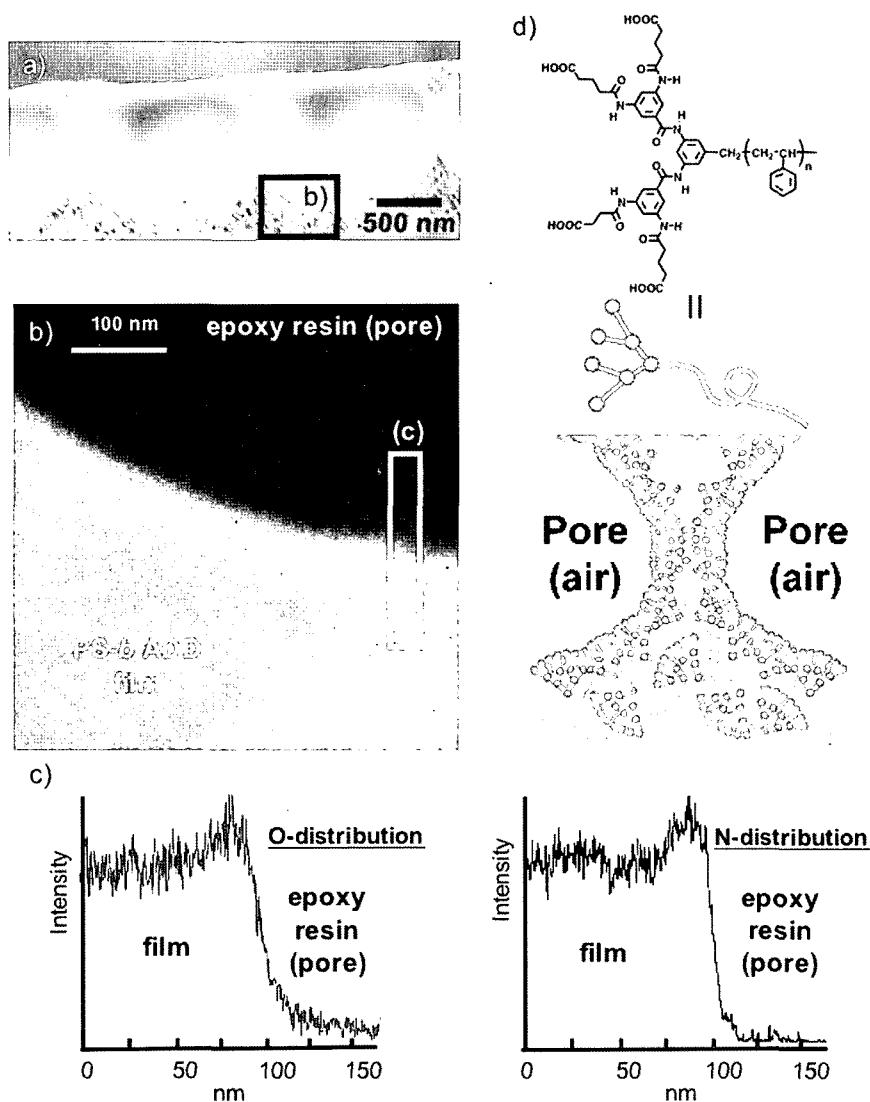 a)
b)
500 nm
b)
100 nm
epoxy resin (pore)
(c)
film
c)
Intensity
O-distribution
film
epoxy
resin
(pore)
0 50 100 150
nm
Intensity
N-distribution
film
epoxy
resin
(pore)
0 50 100 150
nm
d)
HOOC
HOOC
O
N-H
O
N
H
H
O
N
CH2
CH2
CH
n
O
N
H
H
O
N
N-H
O
HOOC
O
HOOC
Pore
(air)
Pore
(air)